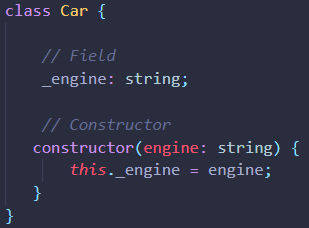 class Car {
// Field
_engine: string;
// Constructor
constructor(engine: string) {
this._engine = engine;
}
}